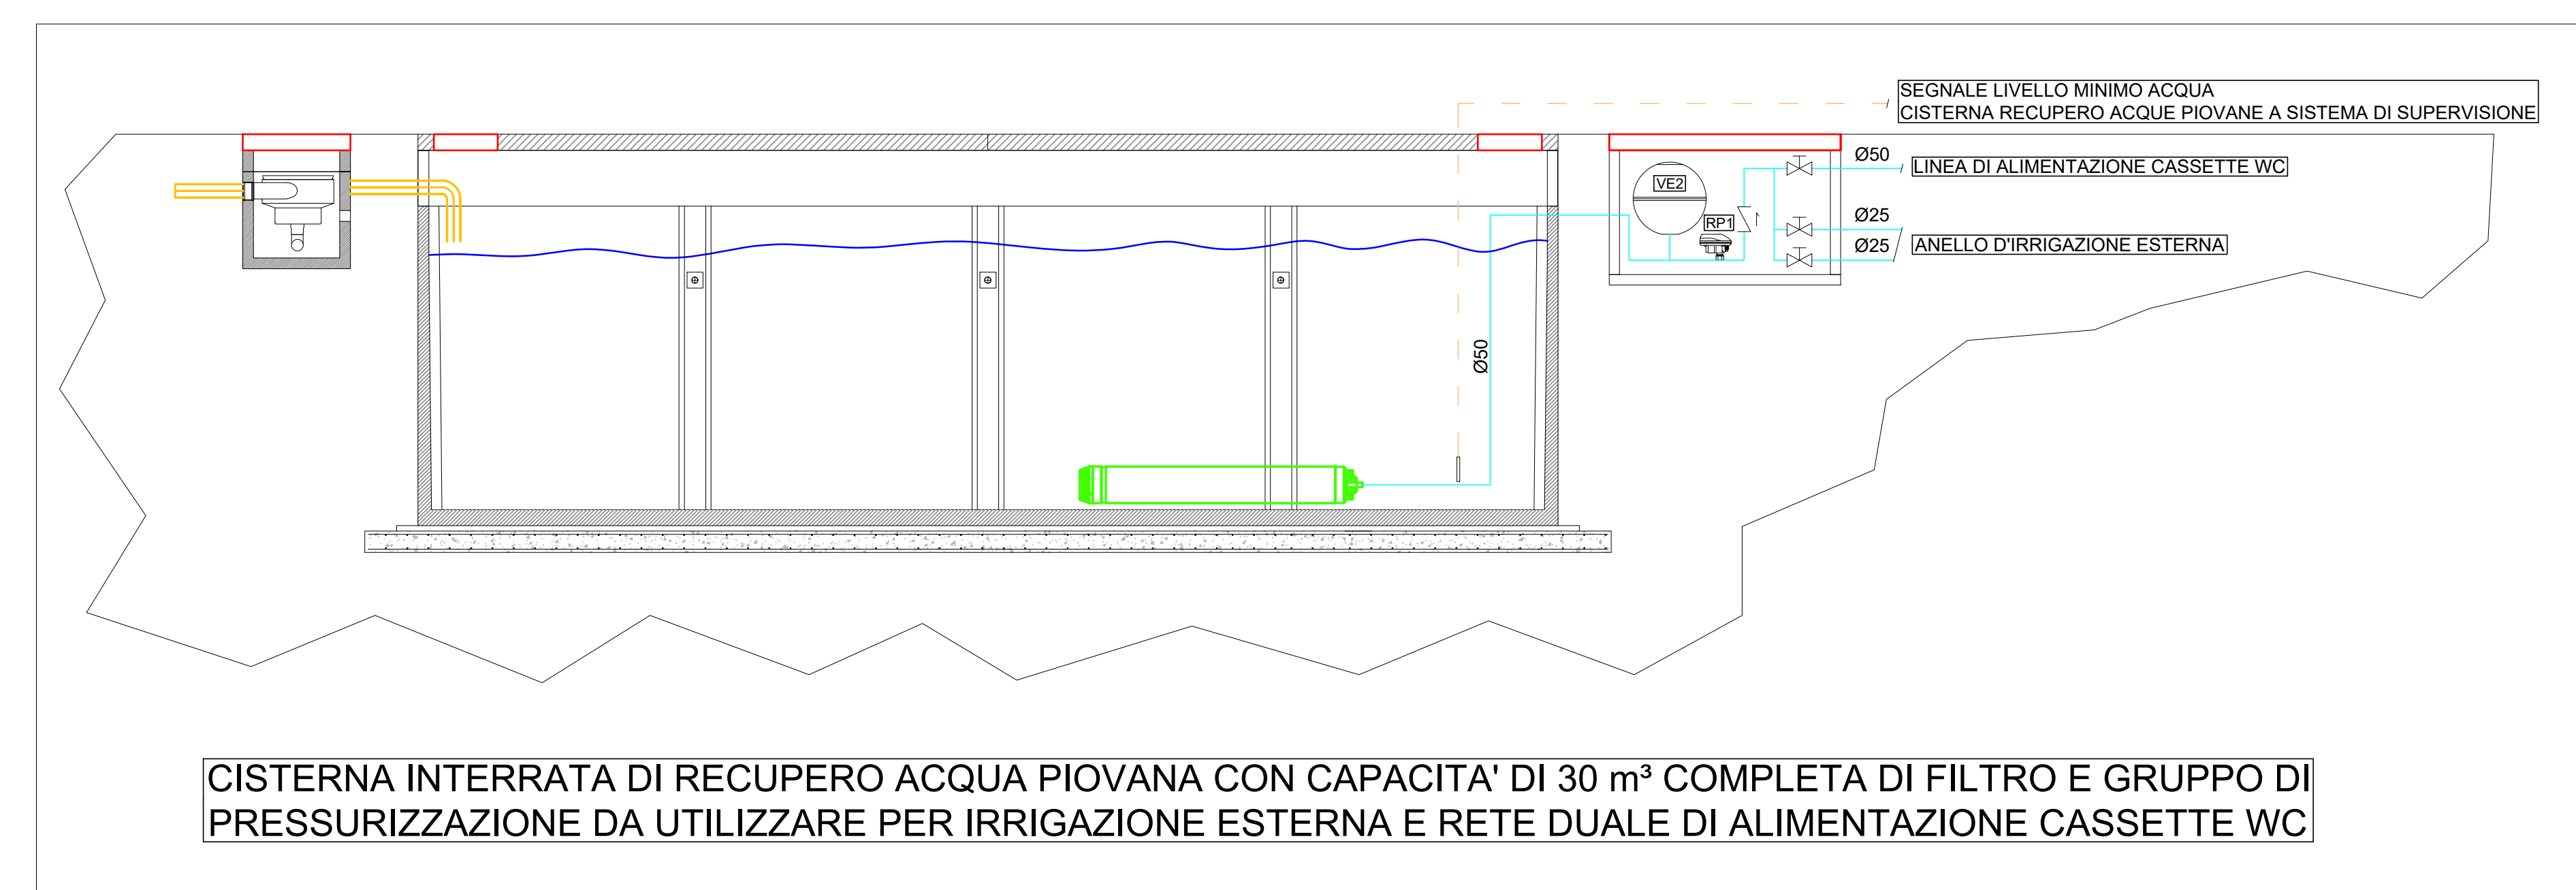 SEGNALE LIVELLO MINIMO ACQUA
CISTERNA RECUPERO ACQUE PIOVANE A SISTEMA DI SUPERVISIONE
Ø50
LINEA DI ALIMENTAZIONE CASSETTE WC
VE2
RP1
Ø25
Ø25
ANELLO D'IRRIGAZIONE ESTERNA
Ø50
CISTERNA INTERRATA DI RECUPERO ACQUA PIOVANA CON CAPACITA' DI 30 m³ COMPLETA DI FILTRO E GRUPPO DI
PRESSURIZZAZIONE DA UTILIZZARE PER IRRIGAZIONE ESTERNA E RETE DUALE DI ALIMENTAZIONE CASSETTE WC